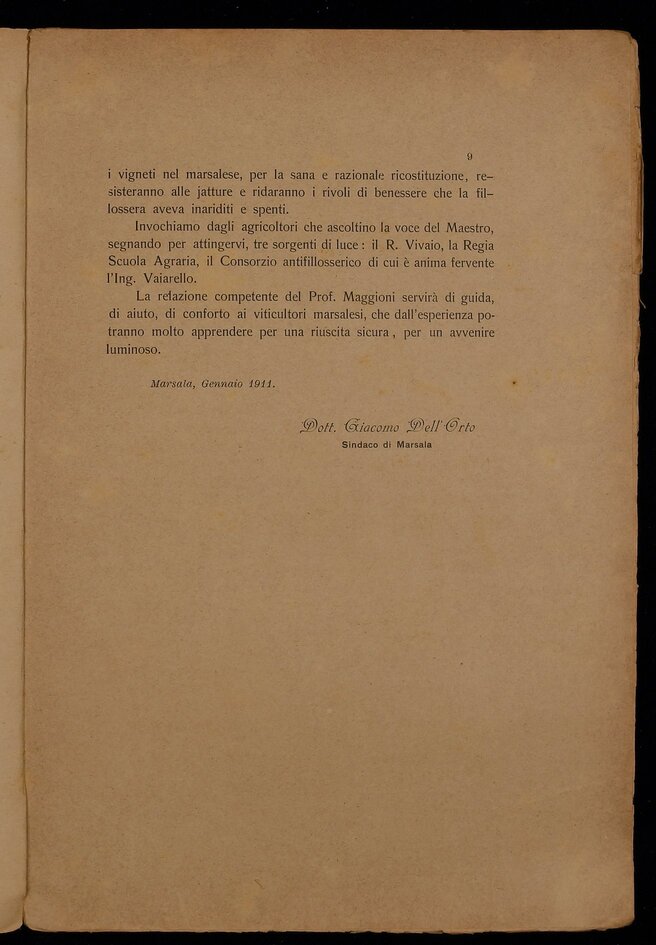 9
i vigneti nel marsalese, per la sana e razionale ricostituzione, re-
sisteranno alle jatture e ridaranno i rivoli di benessere che la fil-
lossera aveva inariditi e spenti.
Invochiamo dagli agricoltori che ascoltino la voce del Maestro,
segnando per attingervi, tre sorgenti di luce : il R. Vivaio, la Regia
Scuola Agraria, il Consorzio antifillosserico di cui è anima fervente
l'Ing. Vaiarello.
La relazione competente del Prof. Maggioni servirà di guida,
di aiuto, di conforto ai viticultori marsalesi, che dall'esperienza po-
tranno molto apprendere per una riuscita sicura, per un avvenire
luminoso.
Marsala, Gennaio 1911.
Dott. Giacomo Dell'Orto
Sindaco di Marsala